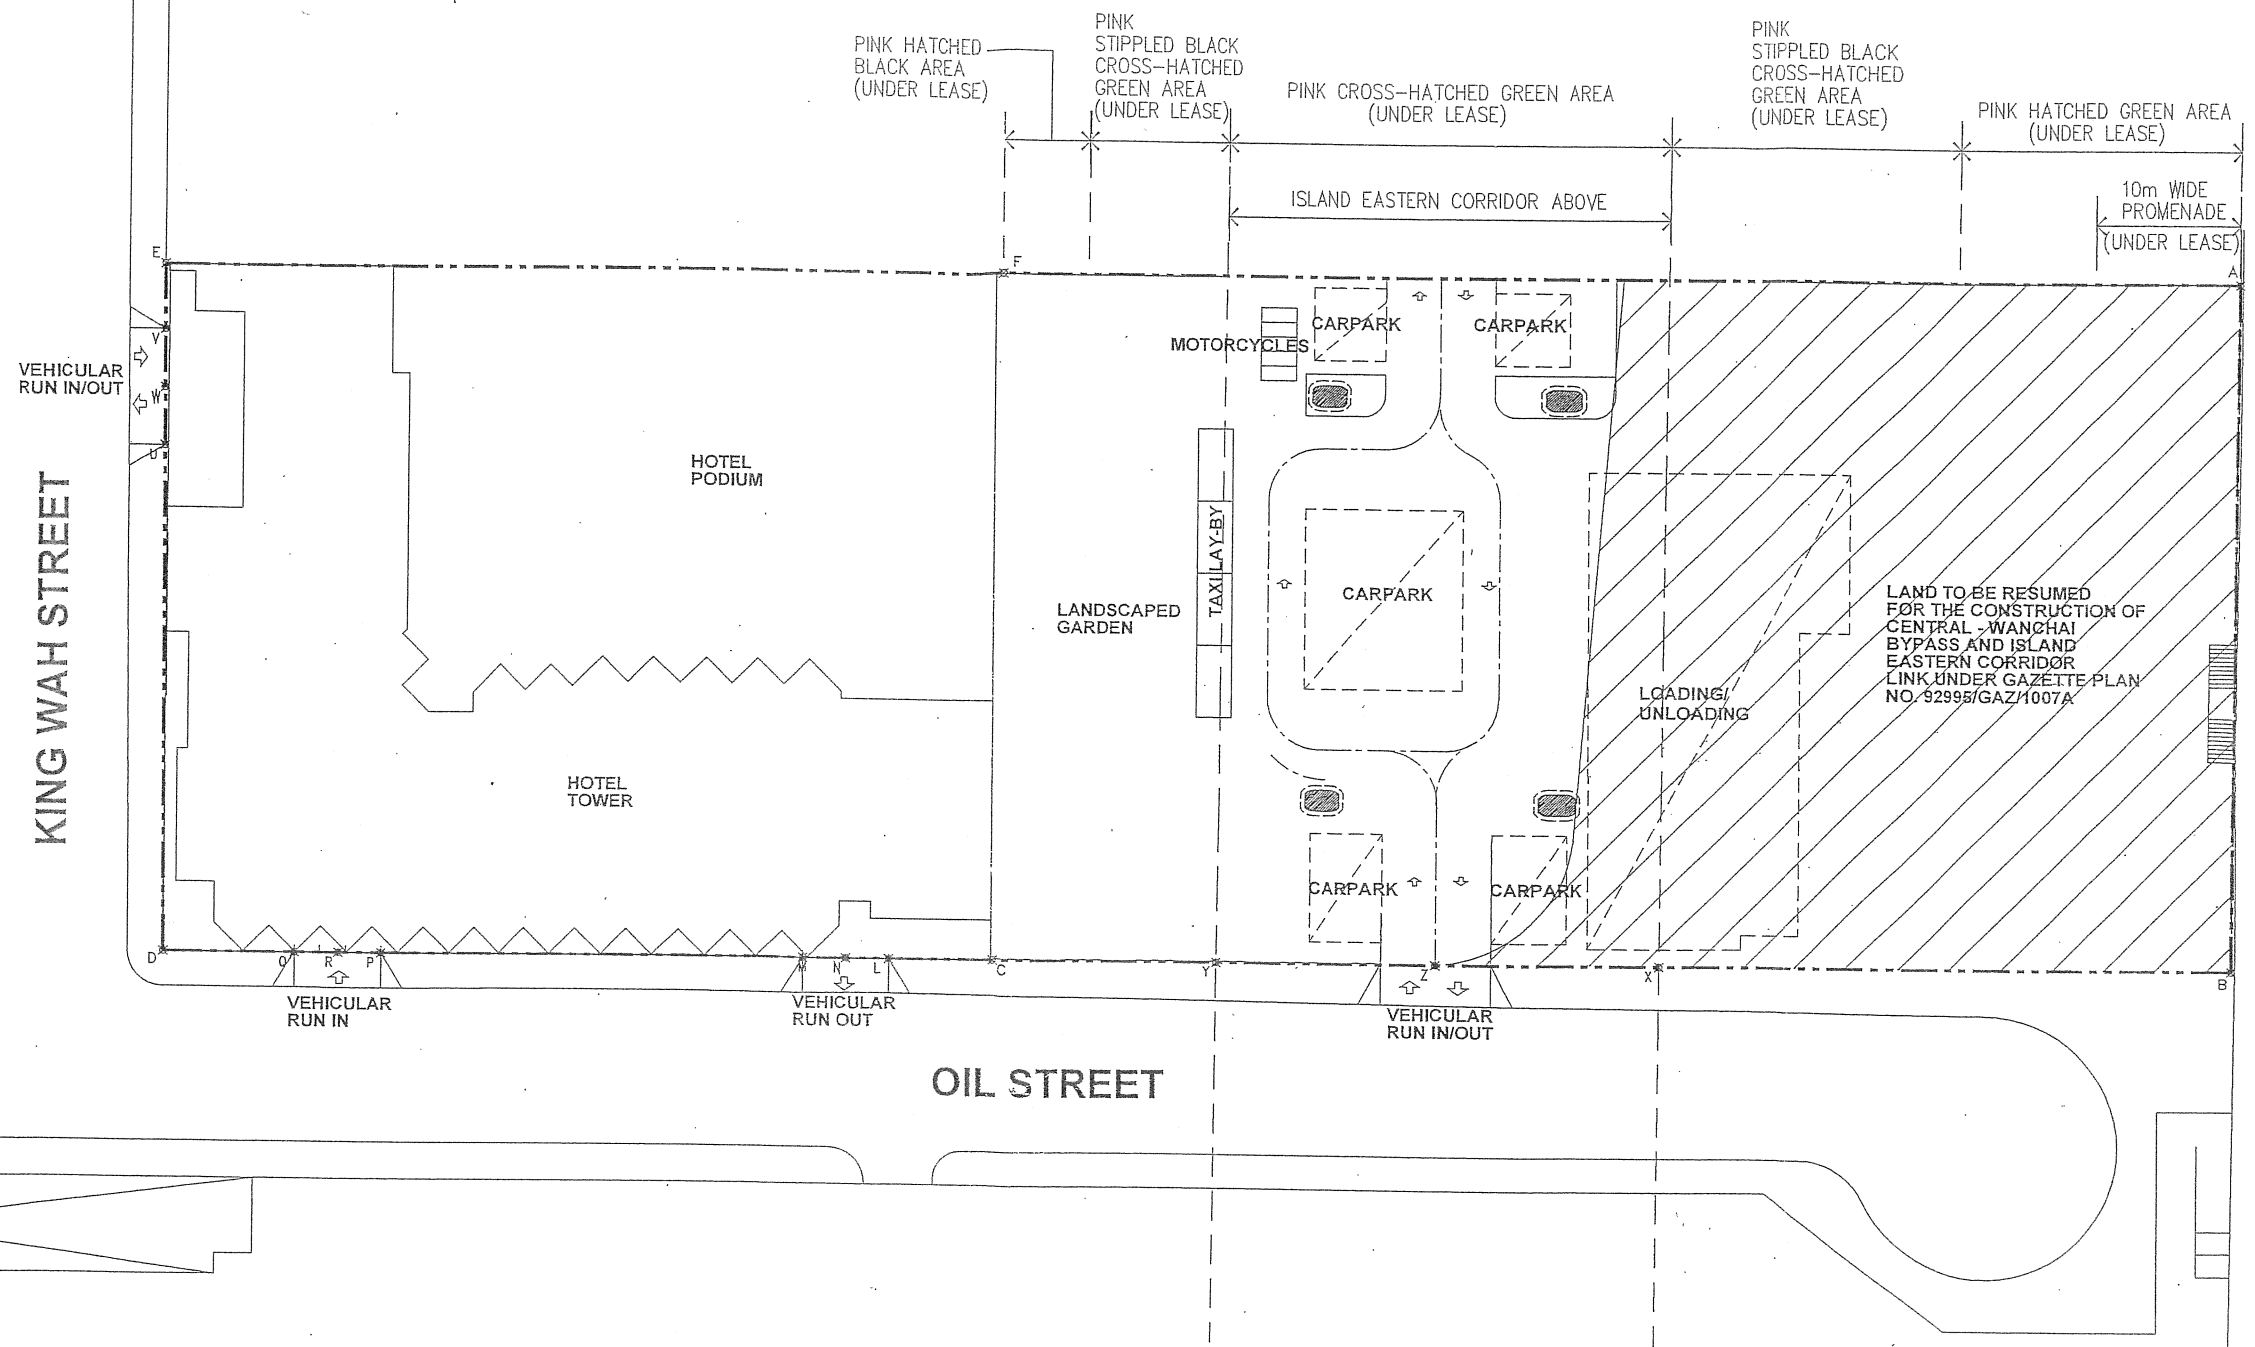 PINK HATCHED
BLACK AREA
(UNDER LEASE)
PINK
STIPPLED BLACK
CROSS-HATCHED
GREEN AREA
(UNDER LEASE)
PINK CROSS-HATCHED GREEN AREA
(UNDER LEASE)
PINK
STIPPLED BLACK
CROSS-HATCHED
GREEN AREA
(UNDER LEASE)
PINK HATCHED GREEN AREA
(UNDER LEASE)
ISLAND EASTERN CORRIDOR ABOVE
10m WIDE
PROMENADE
(UNDER LEASE)
E
F
A
V
W
U
VEHICULAR
RUN IN/OUT
KING WAH STREET
HOTEL
PODIUM
HOTEL
TOWER
LANDSCAPED
GARDEN
MOTORCYCLES
TAXI LAY-BY
CARPARK
CARPARK
CARPARK
CARPARK
CARPARK
LOADING/
UNLOADING
LAND TO BE RESUMED
FOR THE CONSTRUCTION OF
CENTRAL - WANCHAI
BYPASS AND ISLAND
EASTERN CORRIDOR
LINK UNDER GAZETTE PLAN
NO. 92995/GAZ/1007A
D
Q
R
P
M
N
L
C
Y
Z
X
B
VEHICULAR
RUN IN
VEHICULAR
RUN OUT
VEHICULAR
RUN IN/OUT
OIL STREET